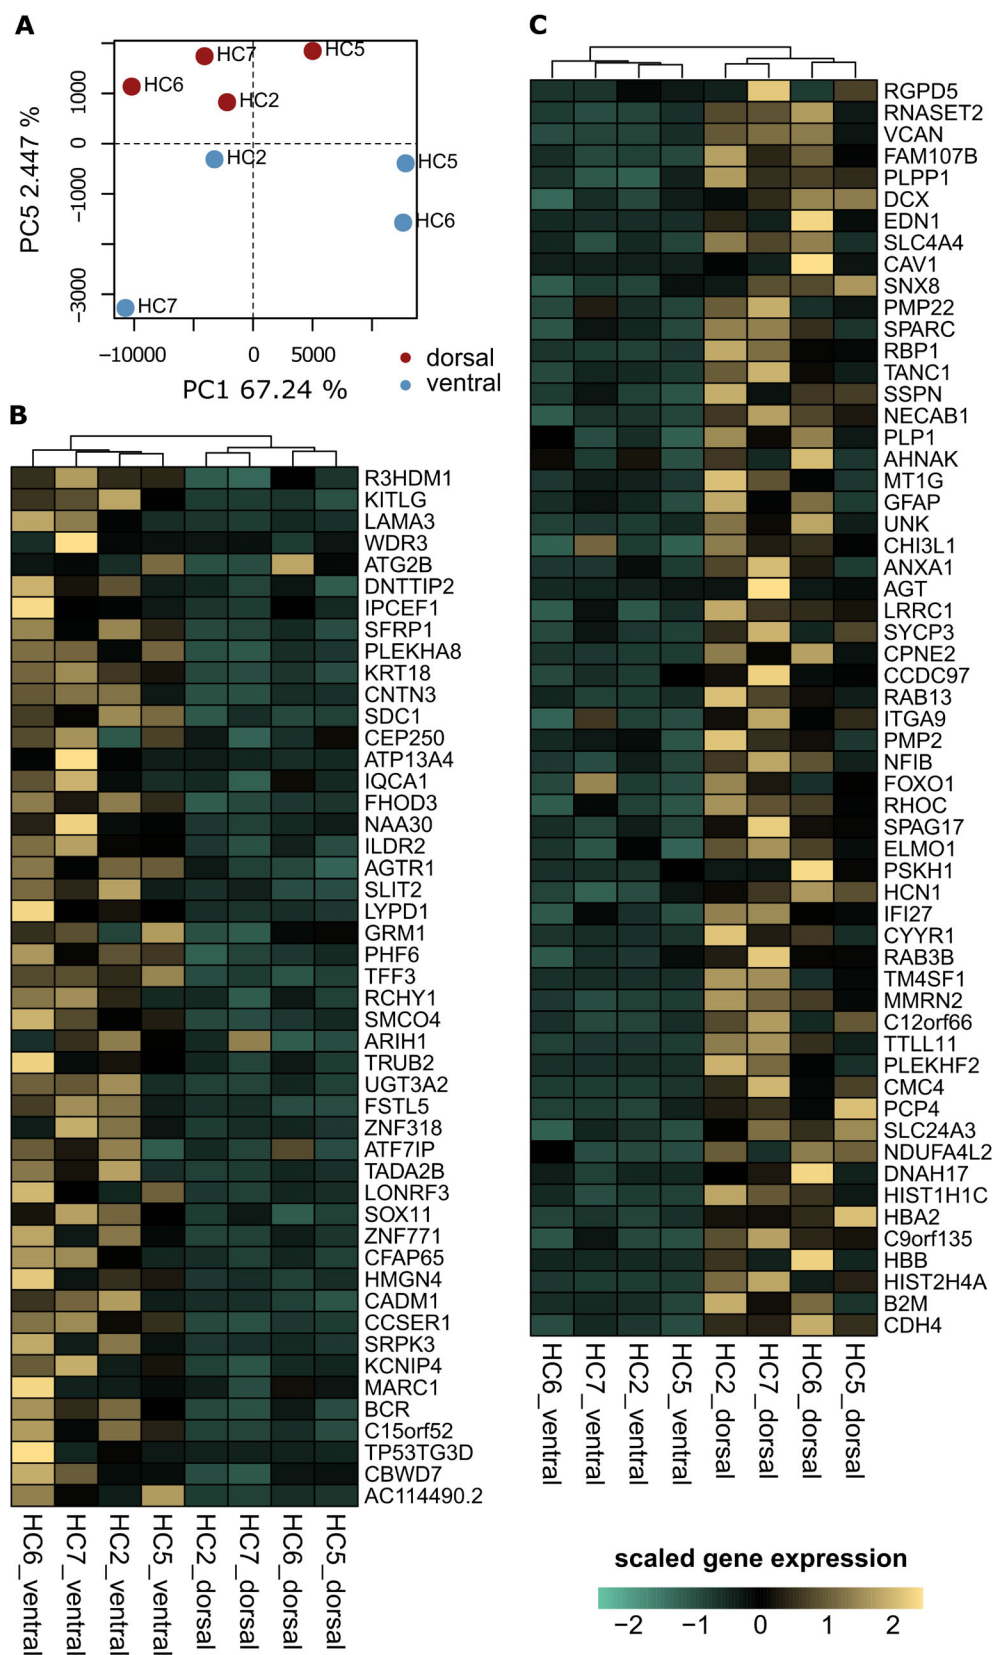 A
HC7
HC5
HC6
HC2
HC2
HC5
HC6
HC7
1000
0
−1000
−3000
PC5 2.447 %
−10000
0
5000
PC1 67.24 %
dorsal
ventral
B
R3HDM1
KITLG
LAMA3
WDR3
ATG2B
DNTTIP2
IPCEF1
SFRP1
PLEKHA8
KRT18
CNTN3
SDC1
CEP250
ATP13A4
IQCA1
FHOD3
NAA30
ILDR2
AGTR1
SLIT2
LYPD1
GRM1
PHF6
TFF3
RCHY1
SMCO4
ARIH1
TRUB2
UGT3A2
FSTL5
ZNF318
ATF7IP
TADA2B
LONRF3
SOX11
ZNF771
CFAP65
HMGN4
CADM1
CCSER1
SRPK3
KCNIP4
MARC1
BCR
C15orf52
TP53TG3D
CBWD7
AC114490.2
HC6_ventral
HC7_ventral
HC2_ventral
HC5_ventral
HC2_dorsal
HC7_dorsal
HC6_dorsal
HC5_dorsal
C
RGPD5
RNASET2
VCAN
FAM107B
PLPP1
DCX
EDN1
SLC4A4
CAV1
SNX8
PMP22
SPARC
RBP1
TANC1
SSPN
NECAB1
PLP1
AHNAK
MT1G
GFAP
UNK
CHI3L1
ANXA1
AGT
LRRC1
SYCP3
CPNE2
CCDC97
RAB13
ITGA9
PMP2
NFIB
FOXO1
RHOC
SPAG17
ELMO1
PSKH1
HCN1
IFI27
CYYR1
RAB3B
TM4SF1
MMRN2
C12orf66
TTLL11
PLEKHF2
CMC4
PCP4
SLC24A3
NDUFA4L2
DNAH17
HIST1H1C
HBA2
C9orf135
HBB
HIST2H4A
B2M
CDH4
HC6_ventral
HC7_ventral
HC2_ventral
HC5_ventral
HC2_dorsal
HC7_dorsal
HC6_dorsal
HC5_dorsal
scaled gene expression
−2 −1 0 1 2